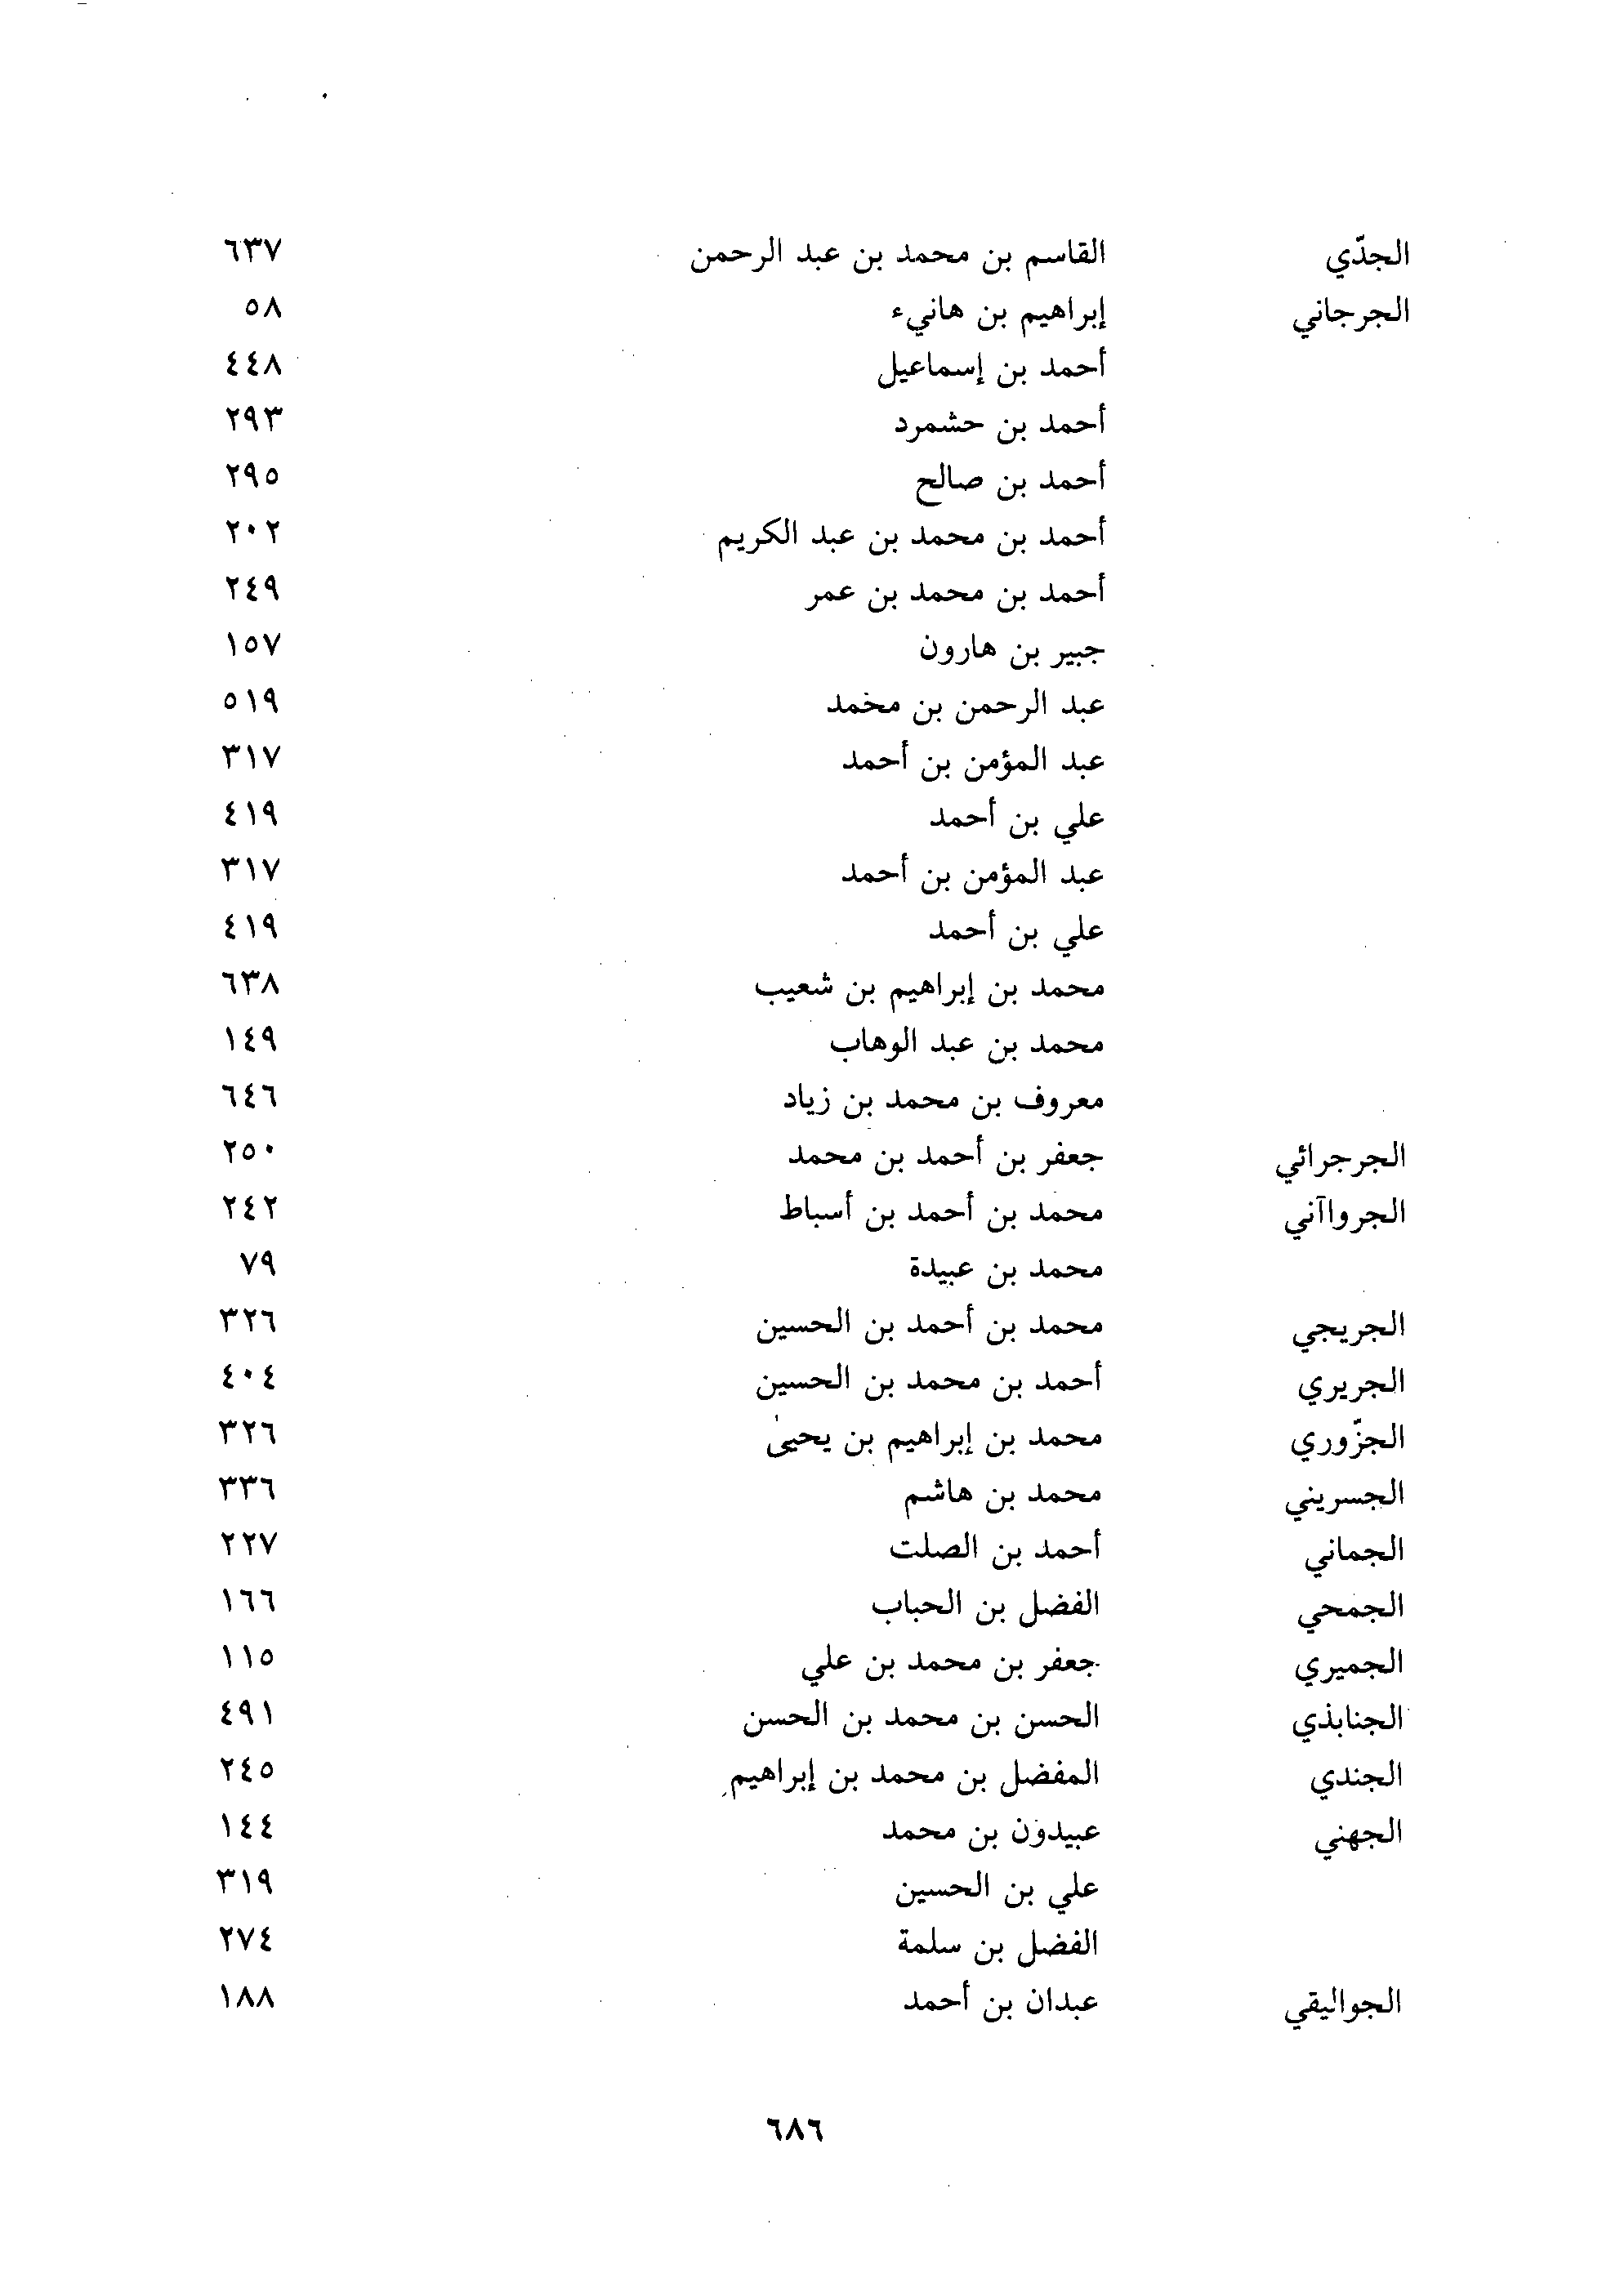 الجدّي القاسم بن محمد بن عبد الرحمن ٦٣٧
الجرجاني إبراهيم بن هانيء ٥٨
أحمد بن إسماعيل ٤٤٨
أحمد بن حشمرد ٢٩٣
أحمد بن صالح ٢٩٥
أحمد بن محمد بن عبد الكريم ٢٠٢
أحمد بن محمد بن عمر ٢٤٩
جبير بن هارون ١٥٧
عبد الرحمن بن محمد ٥١٩
عبد المؤمن بن أحمد ٣١٧
علي بن أحمد ٤١٩
عبد المؤمن بن أحمد ٣١٧
علي بن أحمد ٤١٩
محمد بن إبراهيم بن شعيب ٦٣٨
محمد بن عبد الوهاب ١٤٩
معروف بن محمد بن زياد ٦٤٦
الجرجرائي جعفر بن أحمد بن محمد ٢٥٠
الجرواآني محمد بن أحمد بن أسباط ٢٤٢
محمد بن عبيدة ٧٩
الجريجي محمد بن أحمد بن الحسين ٣٢٦
الجريري أحمد بن محمد بن الحسين ٤٠٤
الجزّوري محمد بن إبراهيم بن يحيىٰ ٣٢٦
الجسريني محمد بن هاشم ٣٣٦
الجماني أحمد بن الصلت ٢٢٧
الجمحي الفضل بن الحباب ١٦٦
الجميري جعفر بن محمد بن علي ١١٥
الجنابذي الحسن بن محمد بن الحسن ٤٩١
الجندي المفضل بن محمد بن إبراهيم ٢٤٥
الجهني عبيدون بن محمد ١٤٤
علي بن الحسين ٣١٩
الفضل بن سلمة ٢٧٤
الجواليقي عبدان بن أحمد ١٨٨
٦٨٦